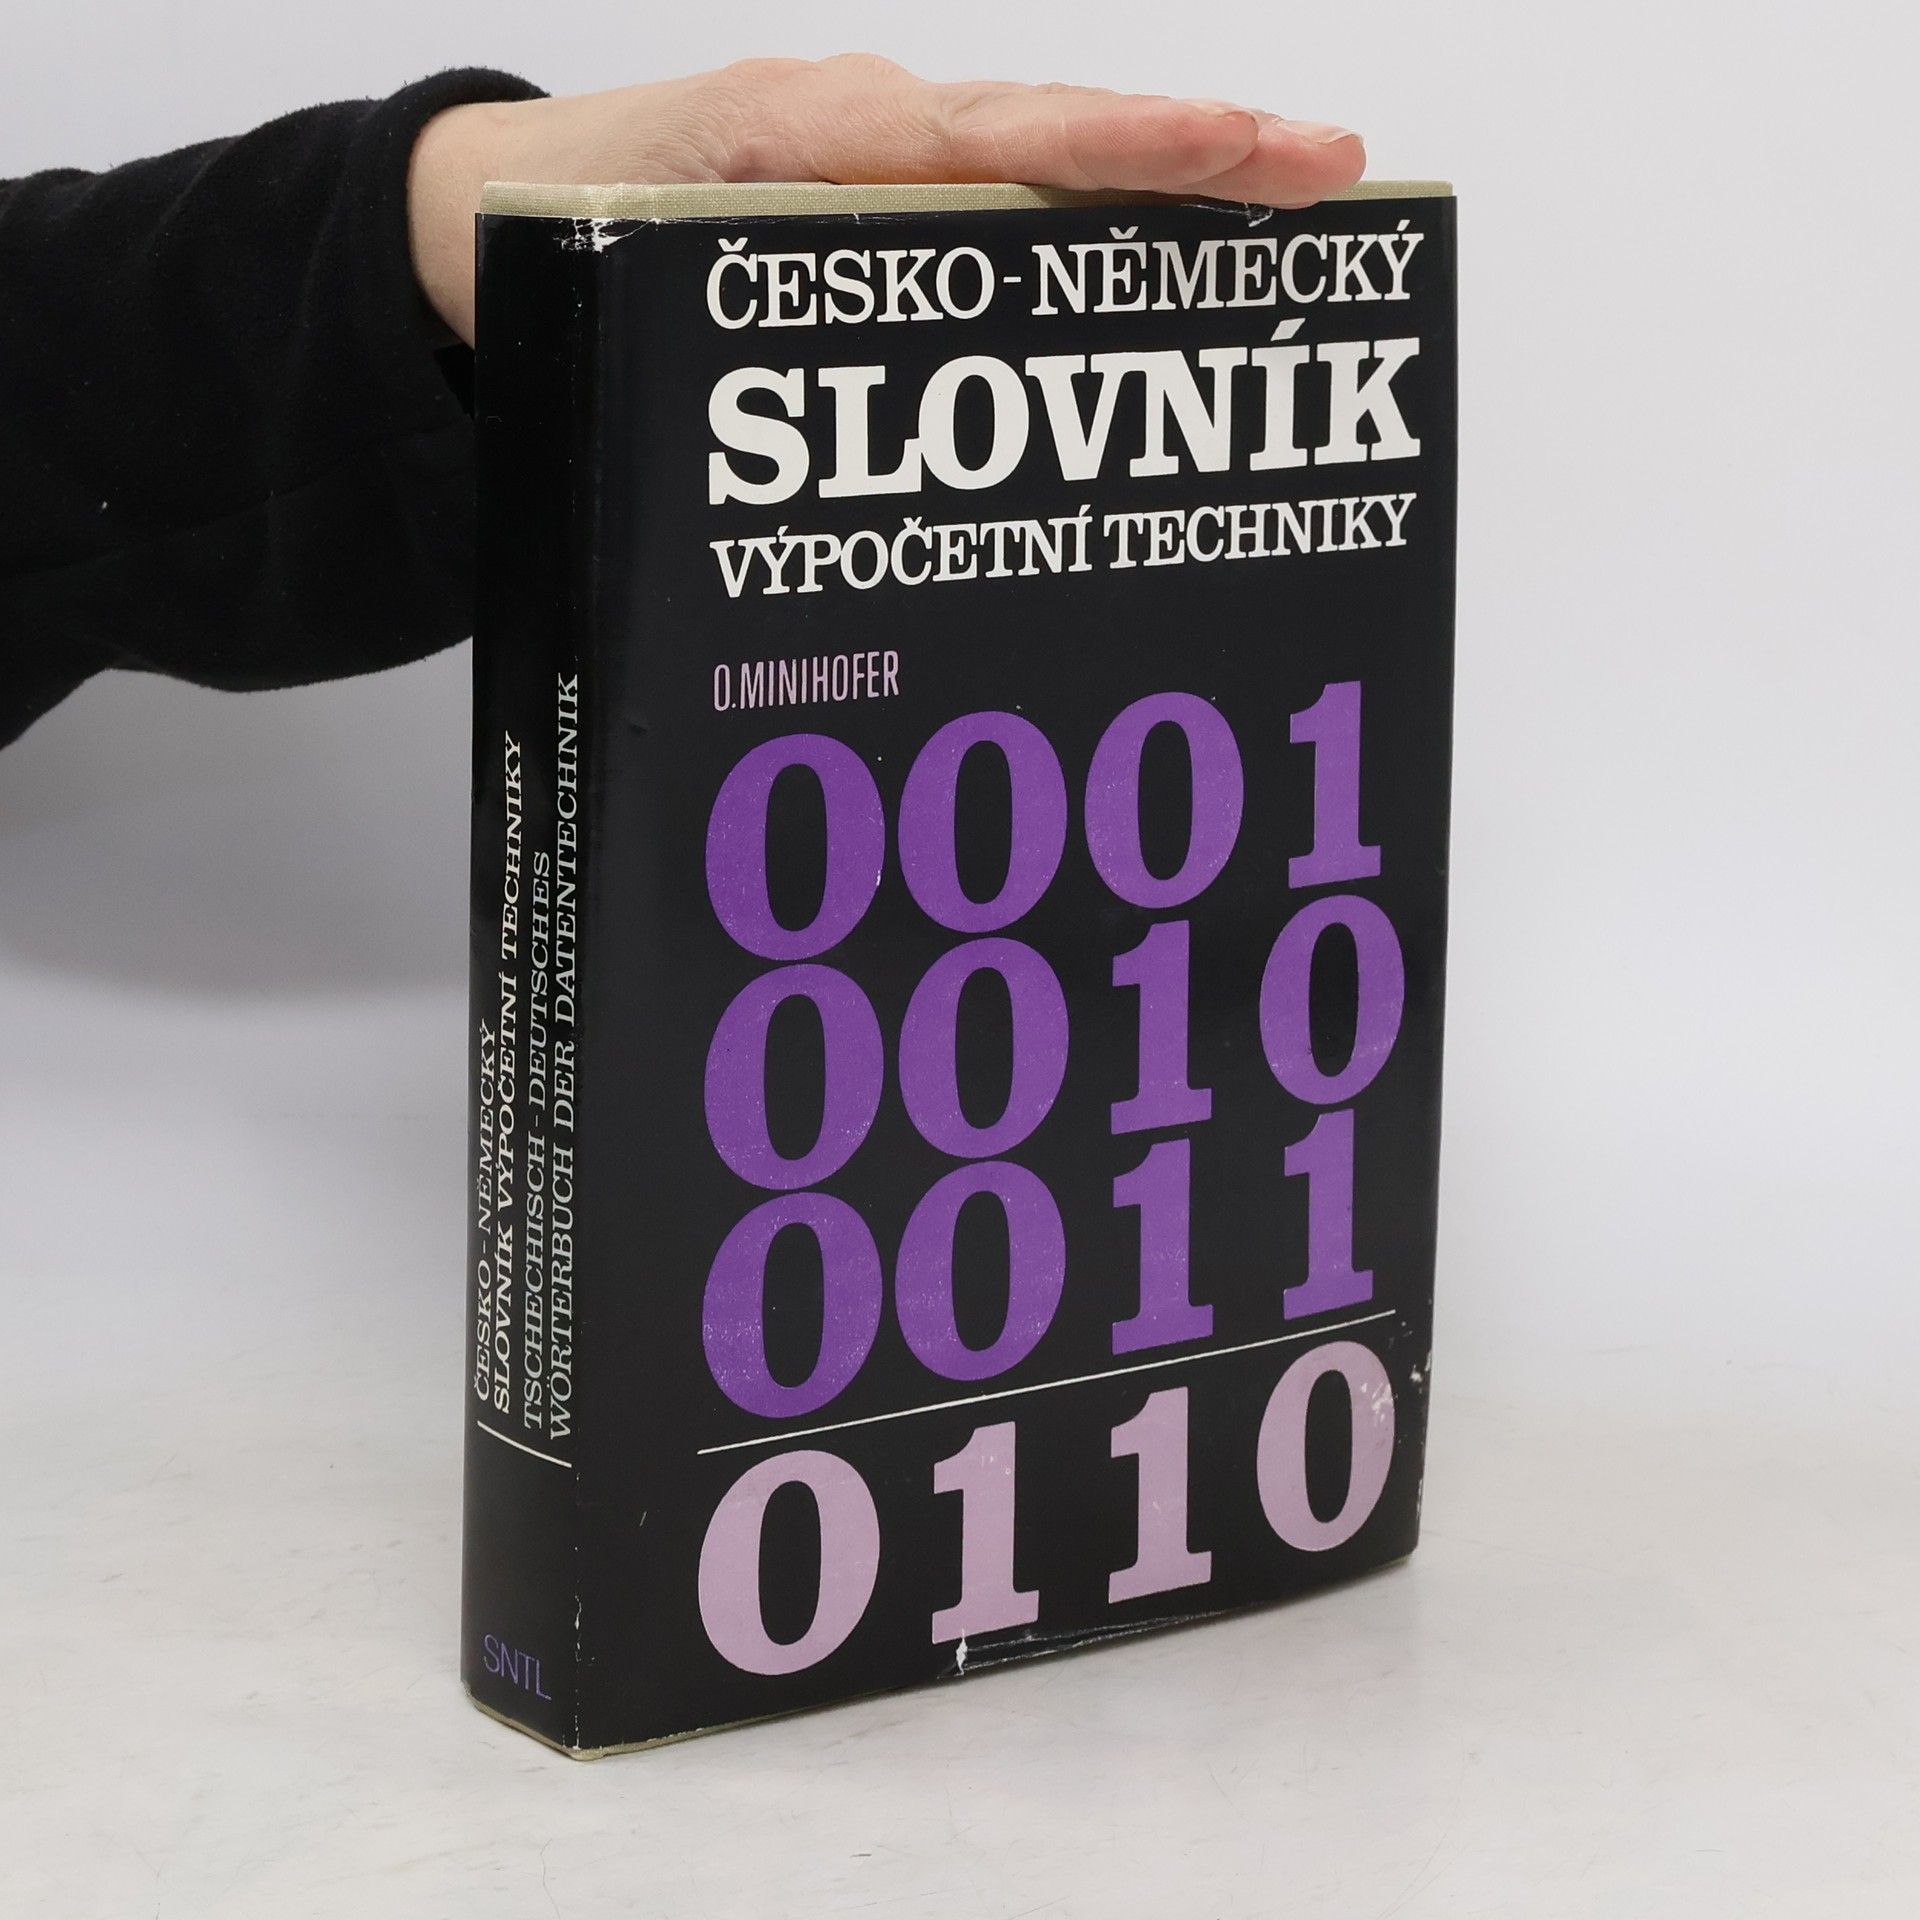 ČESKO-NĚMECKÝ
SLOVNÍK
VÝPOČETNÍ TECHNIKY
O.MINIHOFER
0001
0010
0011
0110
ČESKO-NĚMECKÝ
SLOVNÍK VÝPOČETNÍ TECHNIKY
TSCHECHISCH-DEUTSCHES
WÖRTERBUCH DER DATENTECHNIK
SNTL